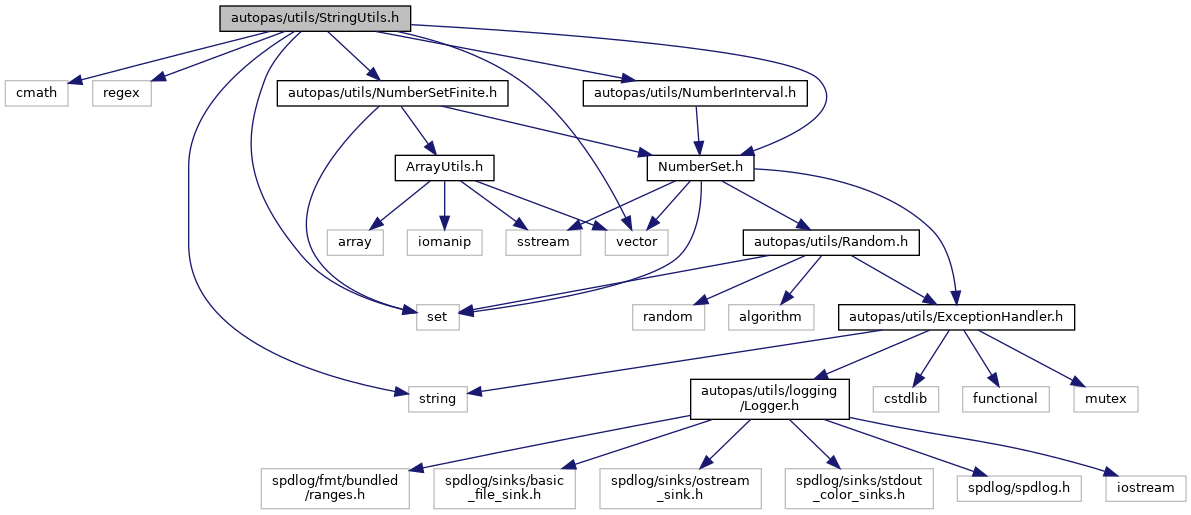 autopas/utils/StringUtils.h
cmath
regex
autopas/utils/NumberSetFinite.h
autopas/utils/NumberInterval.h
ArrayUtils.h
NumberSet.h
array
iomanip
sstream
vector
autopas/utils/Random.h
set
random
algorithm
autopas/utils/ExceptionHandler.h
string
autopas/utils/logging
/Logger.h
cstdlib
functional
mutex
spdlog/fmt/bundled
/ranges.h
spdlog/sinks/basic
_file_sink.h
spdlog/sinks/ostream
_sink.h
spdlog/sinks/stdout
_color_sinks.h
spdlog/spdlog.h
iostream